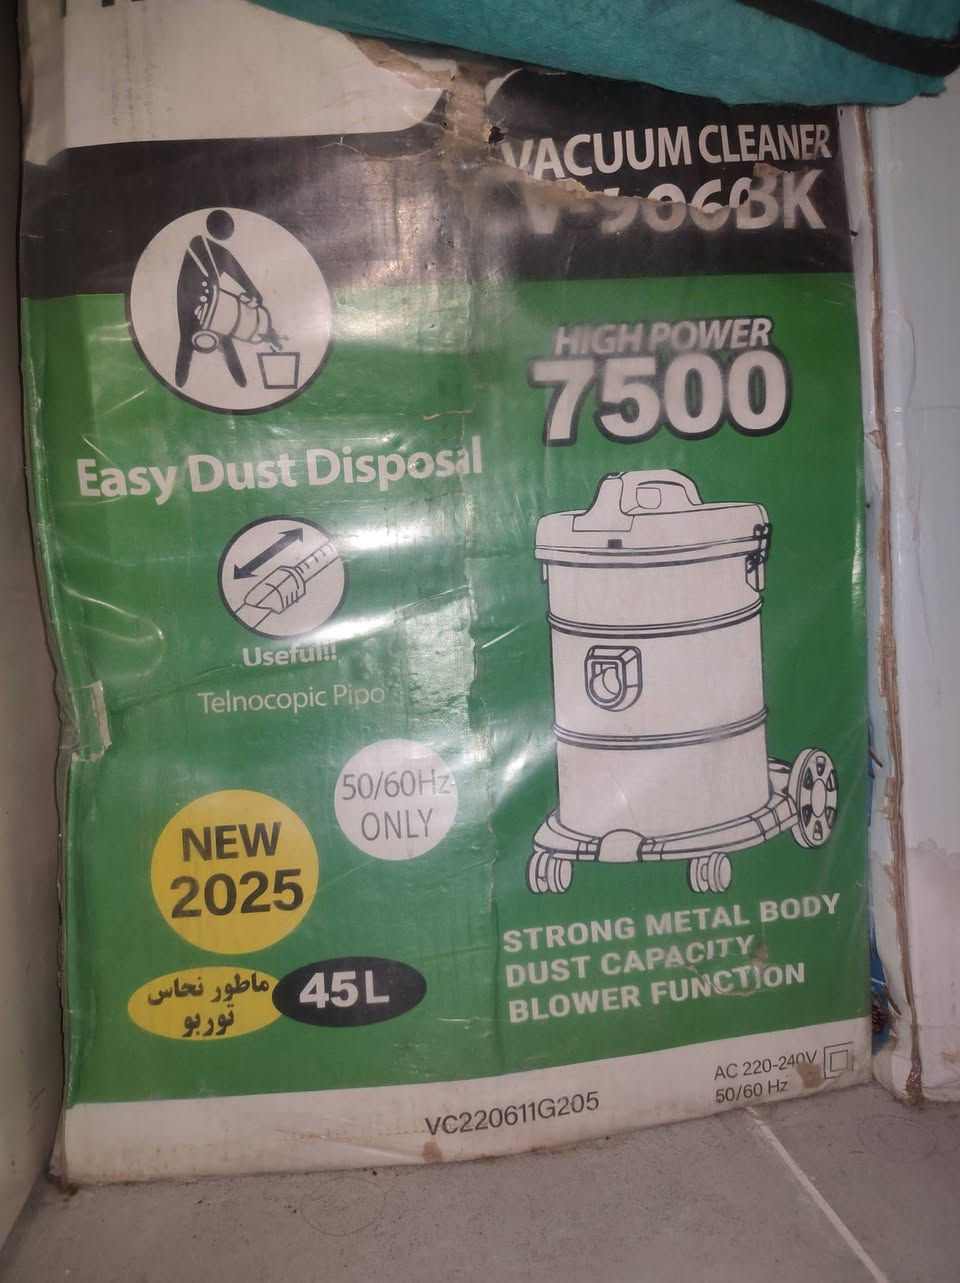 VACUUM CLEANER
HIGH POWER
7500
Easy Dust Disposal
Useful!!
Telnocopic Pipo
50/60Hz
ONLY
NEW
2025
ماطور نحاس
توربو
45L
STRONG METAL BODY
DUST CAPACITY
BLOWER FUNCTION
AC 220-240V
50/60 Hz
VC220611G205